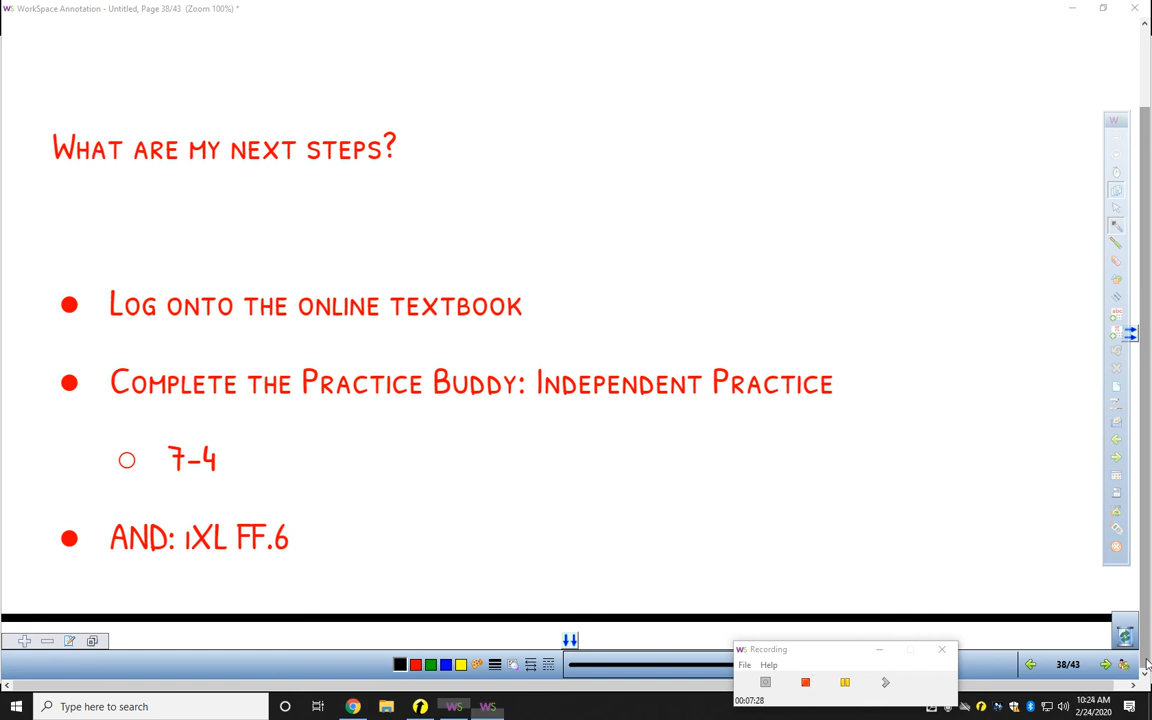 WorkSpace Annotation - Untitled, Page 38/43 (Zoom 100%) *
What are my next steps?
Log onto the online textbook
Complete the Practice Buddy: Independent Practice
7-4
AND: iXL FF.6
Recording
File Help
00:07:28
38/43
Type here to search
10:24 AM
2/24/2020